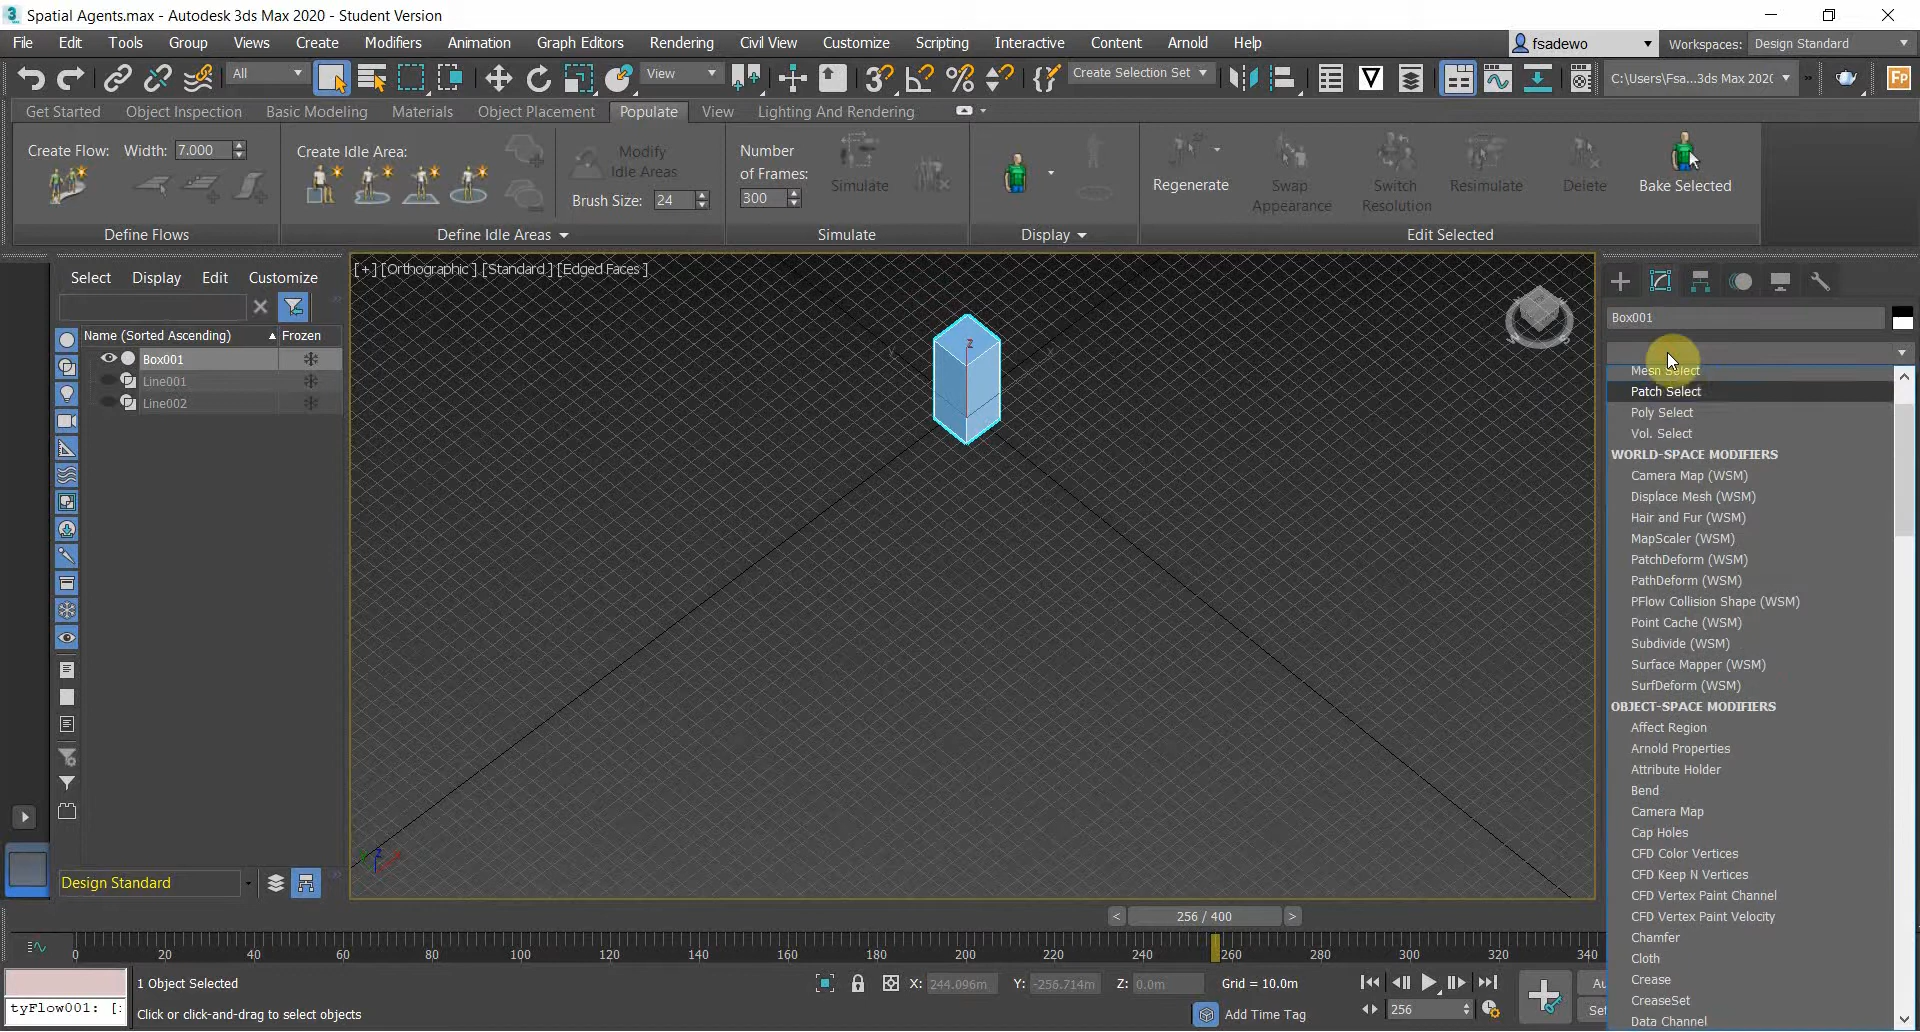 Spatial Agents.max - Autodesk 3ds Max 2020 - Student Version
File Edit Tools Group Views Create Modifiers Animation Graph Editors Rendering Civil View Customize Scripting Interactive Content Arnold Help
fsadewo Workspaces: Design Standard
All View Create Selection Set C:\Users\Fsa...3ds Max 202(
Get Started Object Inspection Basic Modeling Materials Object Placement Populate View Lighting And Rendering
Create Flow: Width: 7.000
Create Idle Area:
Modify
Idle Areas
Brush Size: 24
Number
of Frames:
300
Simulate
Regenerate
Swap
Appearance
Switch
Resolution
Resimulate
Delete
Bake Selected
Define Flows Define Idle Areas Simulate Display Edit Selected
Select Display Edit Customize
Name (Sorted Ascending) Frozen
Box001
Line001
Line002
Design Standard
[+] [Orthographic ] [Standard ] [Edged Faces ]
z
Box001
Mesh Select
Patch Select
Poly Select
Vol. Select
WORLD-SPACE MODIFIERS
Camera Map (WSM)
Displace Mesh (WSM)
Hair and Fur (WSM)
MapScaler (WSM)
PatchDeform (WSM)
PathDeform (WSM)
PFlow Collision Shape (WSM)
Point Cache (WSM)
Subdivide (WSM)
Surface Mapper (WSM)
SurfDeform (WSM)
OBJECT-SPACE MODIFIERS
Affect Region
Arnold Properties
Attribute Holder
Bend
Camera Map
Cap Holes
CFD Color Vertices
CFD Keep N Vertices
CFD Vertex Paint Channel
CFD Vertex Paint Velocity
Chamfer
Cloth
Crease
CreaseSet
Data Channel
< 256 / 400 >
0 20 40 60 80 100 120 140 160 180 200 220 240 260 280 300 320 340
1 Object Selected
X: 244.096m Y: -256.714m Z: 0.0m Grid = 10.0m
Au
tyFlow001: [:
Click or click-and-drag to select objects
Add Time Tag
256
Set